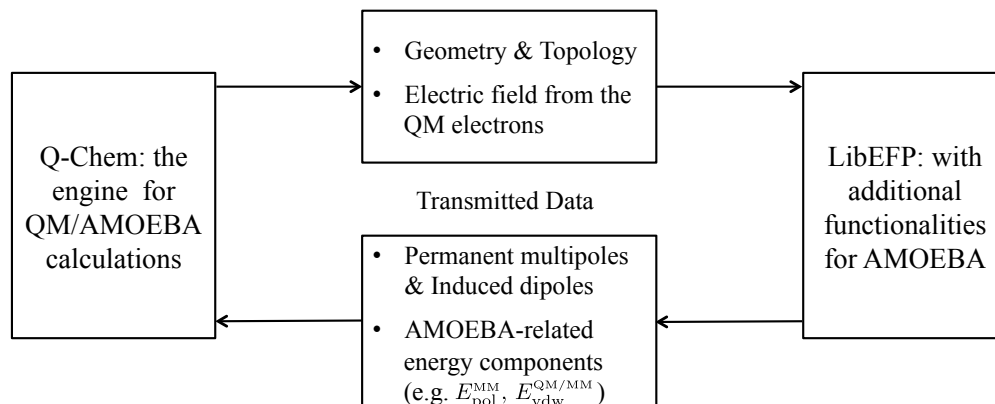 Q-Chem: the
engine for
QM/AMOEBA
calculations
• Geometry & Topology
• Electric field from the
QM electrons
Transmitted Data
• Permanent multipoles
& Induced dipoles
• AMOEBA-related
energy components
(e.g. E_pol^MM, E_vdw^QM/MM)
LibEFP: with
additional
functionalities
for AMOEBA